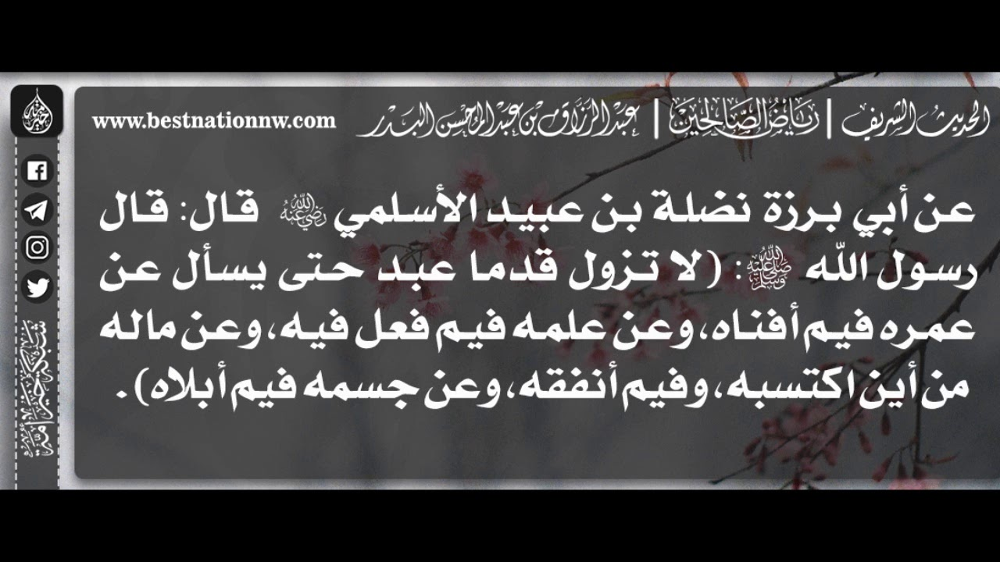 الحديث الشريف | رياض الصالحين | عبد الرزاق بن عبد المحسن البدر www.bestnationnw.com
عن أبي برزة نضلة بن عبيد الأسلمي رضي الله عنه قال: قال
رسول الله ﷺ: (لا تزول قدما عبد حتى يسأل عن
عمره فيم أفناه، وعن علمه فيم فعل فيه، وعن ماله
من أين اكتسبه، وفيم أنفقه، وعن جسمه فيم أبلاه).
شبكة خير أمة